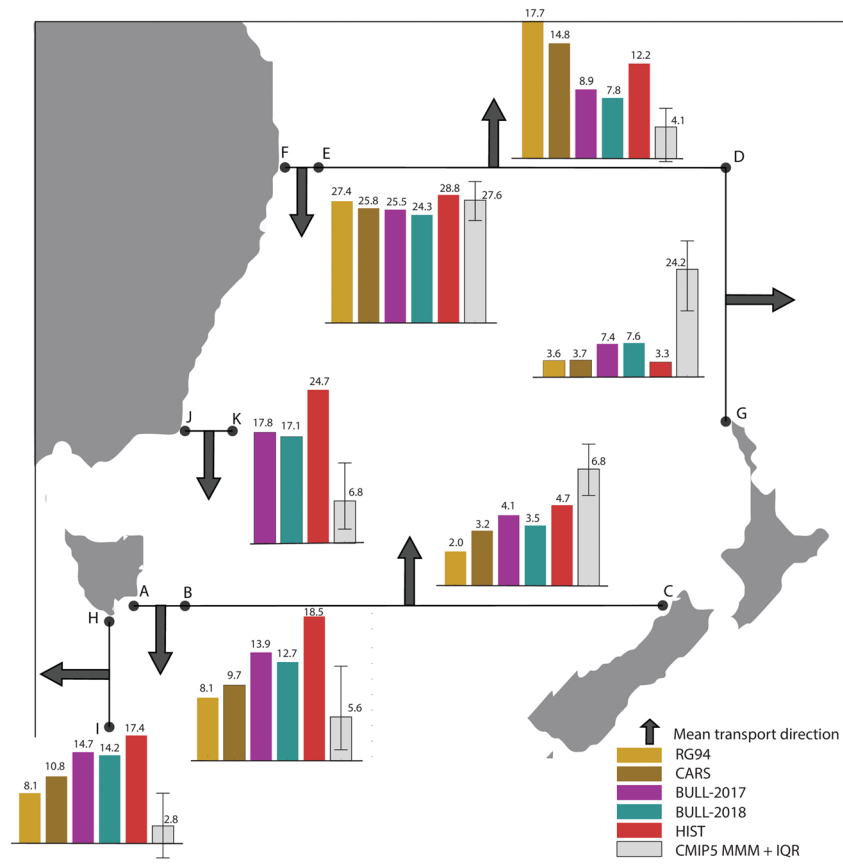 17.7
14.8
8.9
7.8
12.2
4.1
F
E
D
27.4
25.8
25.5
24.3
28.8
27.6
24.2
3.6
3.7
7.4
7.6
3.3
J
K
G
17.8
17.1
24.7
6.8
2.0
3.2
4.1
3.5
4.7
6.8
A
B
C
H
8.1
9.7
13.9
12.7
18.5
5.6
I
8.1
10.8
14.7
14.2
17.4
2.8
Mean transport direction
RG94
CARS
BULL-2017
BULL-2018
HIST
CMIP5 MMM + IQR